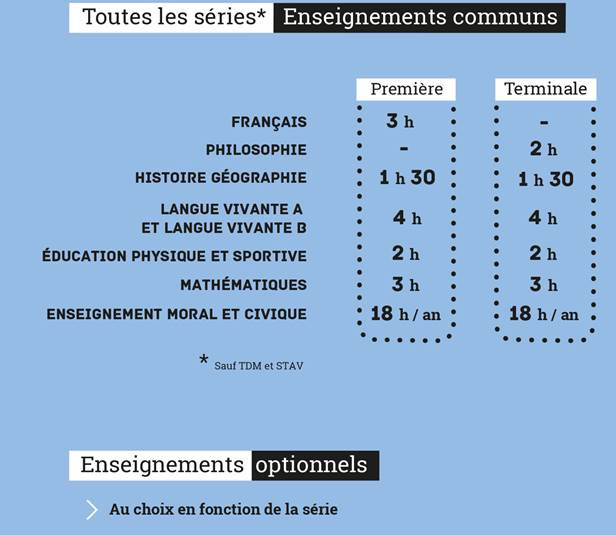 Toutes les séries* Enseignements communs
Première Terminale
FRANÇAIS 3 h -
PHILOSOPHIE - 2 h
HISTOIRE GÉOGRAPHIE 1 h 30 1 h 30
LANGUE VIVANTE A
ET LANGUE VIVANTE B 4 h 4 h
ÉDUCATION PHYSIQUE ET SPORTIVE 2 h 2 h
MATHÉMATIQUES 3 h 3 h
ENSEIGNEMENT MORAL ET CIVIQUE 18 h / an 18 h / an
* Sauf TDM et STAV
Enseignements optionnels
Au choix en fonction de la série